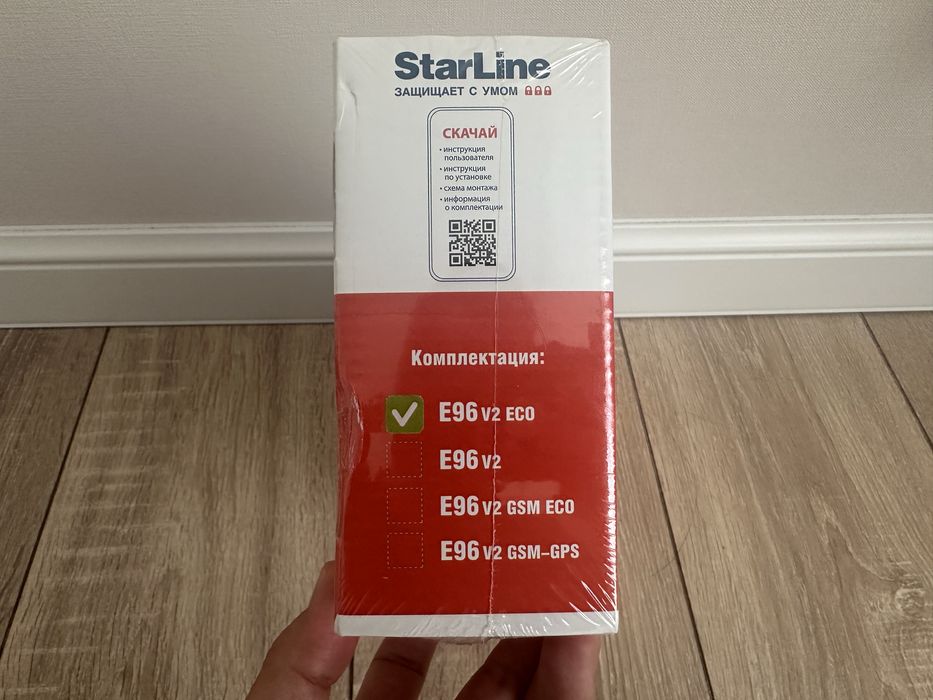 StarLine
ЗАЩИЩАЕТ С УМОМ
СКАЧАЙ
• инструкция
пользователя
• инструкция
по установке
• схема монтажа
• информация
о комплектации
Комплектация:
E96 V2 ECO
E96 V2
E96 V2 GSM ECO
E96 V2 GSM-GPS